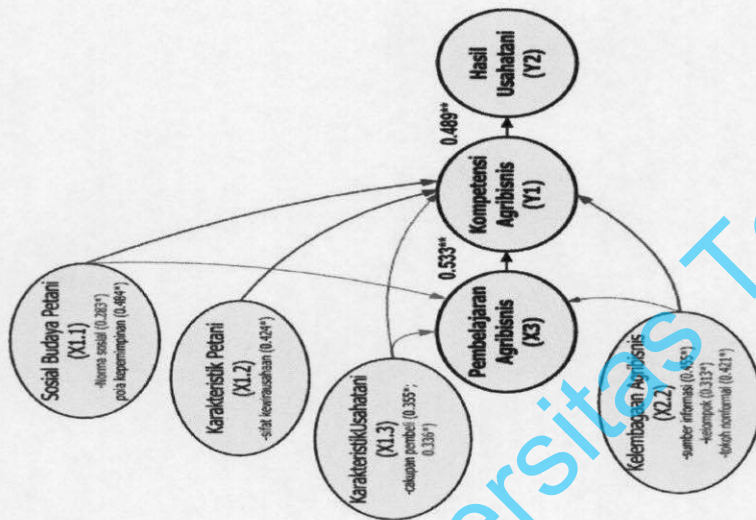 Sosial Budaya Petani
(X1.1)
-Norma sosial (0.283*)
pola kepemimpinan (0.484*)
Karakteristik Petani
(X1.2)
-sifat kewirausahaan (0.424*)
KarakteristikUsahatani
(X1.3)
-cakupan pembeli (0.355*;
0.336*)
Kelembagaan Agribisnis
(X2.2)
-sumber informasi (0.455*)
-kelompok (0.313*)
-tokoh nonformal (0.421*)
Pembelajaran
Agribisnis
(X3)
0.533**
Kompetensi
Agribisnis
(Y1)
0.489**
Hasil
Usahatani
(Y2)
ersitas Te